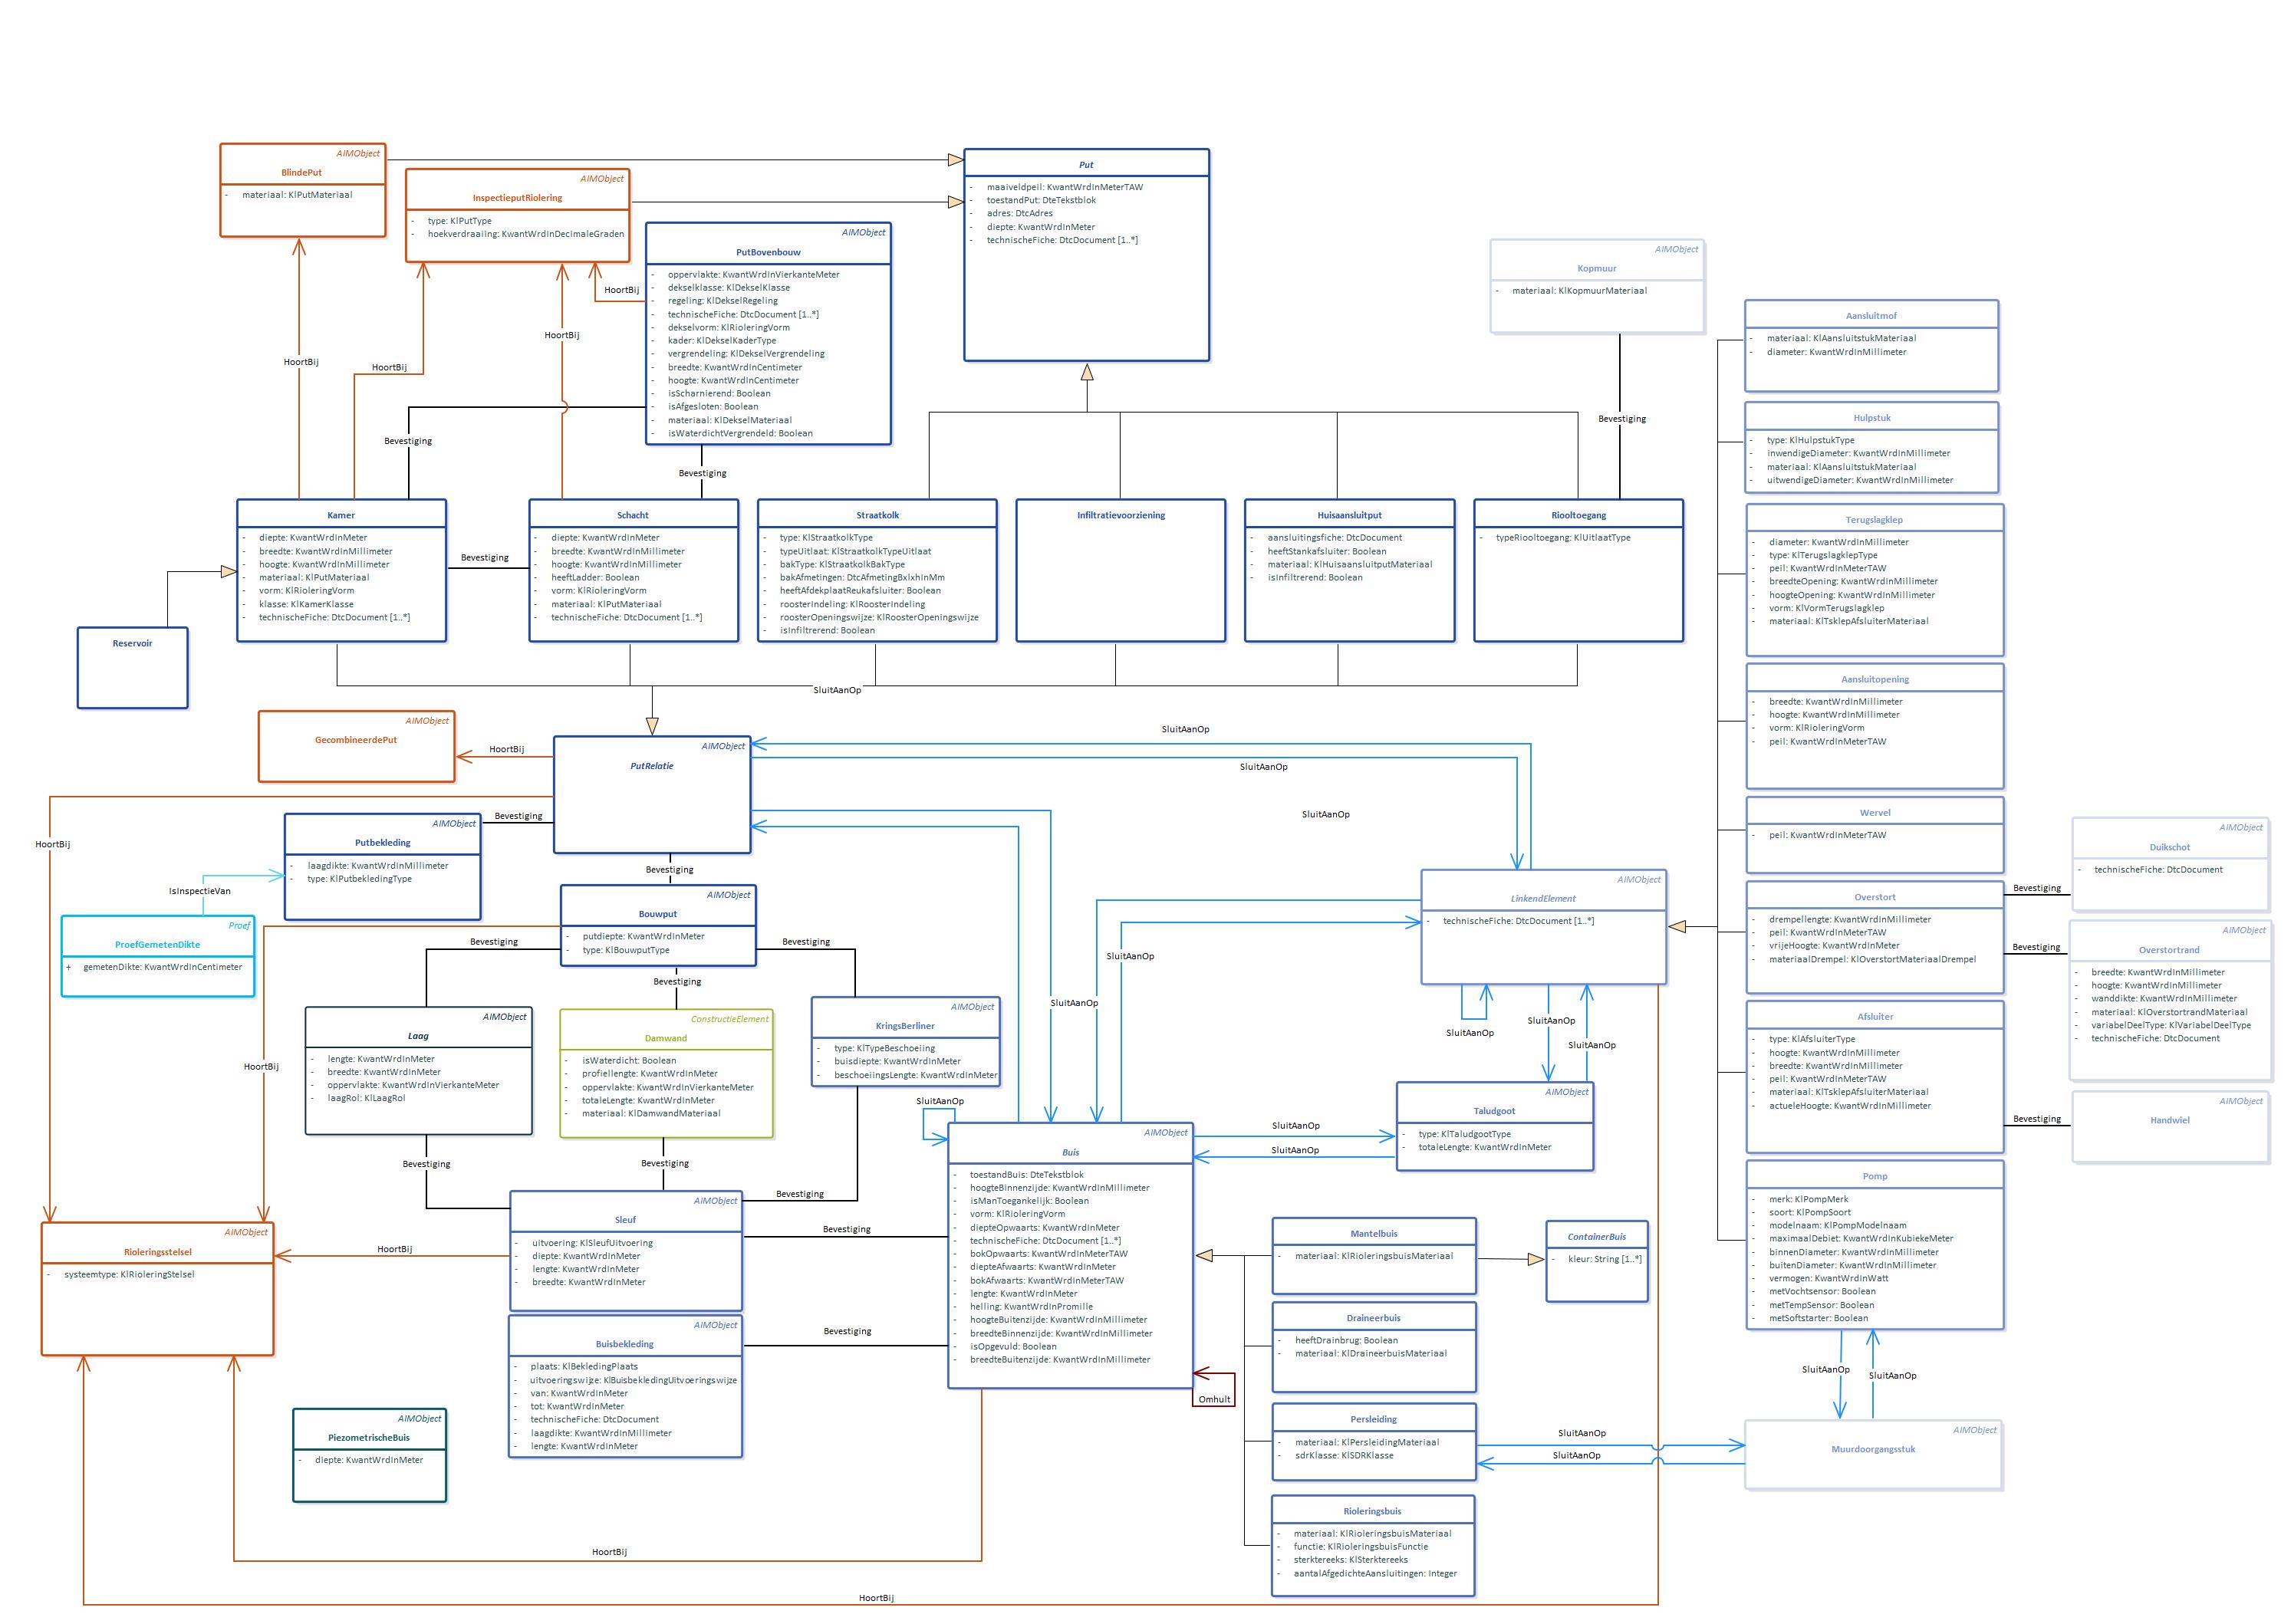 AIMObject
BlindePut
- materiaal: KlPutMateriaal
AIMObject
InspectieputRiolering
- type: KlPutType
- hoekverdraaiing: KwantWrdInDecimaleGraden
Put
- maaiveldpeil: KwantWrdInMeterTAW
- toestandPut: DteTekstblok
- adres: DtcAdres
- diepte: KwantWrdInMeter
- technischeFiche: DtcDocument [1..*]
AIMObject
PutBovenbouw
- oppervlakte: KwantWrdInVierkanteMeter
- dekselklasse: KlDekselKlasse
- regeling: KlDekselRegeling
- technischeFiche: DtcDocument [1..*]
- dekselvorm: KlRioleringVorm
- kader: KlDekselKaderType
- vergrendeling: KlDekselVergrendeling
- breedte: KwantWrdInCentimeter
- hoogte: KwantWrdInCentimeter
- isScharnierend: Boolean
- isAfgesloten: Boolean
- materiaal: KlDekselMateriaal
- isWaterdichtVergrendeld: Boolean
HoortBij
HoortBij
HoortBij
HoortBij
Bevestiging
Bevestiging
AIMObject
Kopmuur
- materiaal: KlKopmuurMateriaal
Bevestiging
Aansluitmof
- materiaal: KlAansluitstukMateriaal
- diameter: KwantWrdInMillimeter
Hulpstuk
- type: KlHulpstukType
- inwendigeDiameter: KwantWrdInMillimeter
- materiaal: KlAansluitstukMateriaal
- uitwendigeDiameter: KwantWrdInMillimeter
Kamer
- diepte: KwantWrdInMeter
- breedte: KwantWrdInMillimeter
- hoogte: KwantWrdInMillimeter
- materiaal: KlPutMateriaal
- vorm: KlRioleringVorm
- klasse: KlKamerKlasse
- technischeFiche: DtcDocument [1..*]
Bevestiging
Schacht
- diepte: KwantWrdInMeter
- breedte: KwantWrdInMillimeter
- hoogte: KwantWrdInMillimeter
- heeftLadder: Boolean
- vorm: KlRioleringVorm
- materiaal: KlPutMateriaal
- technischeFiche: DtcDocument [1..*]
Straatkolk
- type: KlStraatkolkType
- typeUitlaat: KlStraatkolkTypeUitlaat
- bakType: KlStraatkolkBakType
- bakAfmetingen: DtcAfmetingBxlxhInMm
- heeftAfdekplaatReukafsluiter: Boolean
- roosterIndeling: KlRoosterIndeling
- roosterOpeningswijze: KlRoosterOpeningswijze
- isInfiltrerend: Boolean
Infiltratievoorziening
Huisaansluitput
- aansluitingsfiche: DtcDocument
- heeftStankafsluiter: Boolean
- materiaal: KlHuisaansluitputMateriaal
- isInfiltrerend: Boolean
Riooltoegang
- typeRiooltoegang: KlUitlaatType
Terugslagklep
- diameter: KwantWrdInMillimeter
- type: KlTerugslagklepType
- peil: KwantWrdInMeterTAW
- breedteOpening: KwantWrdInMillimeter
- hoogteOpening: KwantWrdInMillimeter
- vorm: KlVormTerugslagklep
- materiaal: KlTsklepAfsluiterMateriaal
Reservoir
SluitAanOp
Aansluitopening
- breedte: KwantWrdInMillimeter
- hoogte: KwantWrdInMillimeter
- vorm: KlRioleringVorm
- peil: KwantWrdInMeterTAW
AIMObject
GecombineerdePut
HoortBij
AIMObject
PutRelatie
SluitAanOp
SluitAanOp
SluitAanOp
Wervel
- peil: KwantWrdInMeterTAW
HoortBij
AIMObject
Putbekleding
- laagdikte: KwantWrdInMillimeter
- type: KlPutbekledingType
Bevestiging
Bevestiging
IsInspectieVan
Proef
ProefGemetenDikte
+ gemetenDikte: KwantWrdInCentimeter
AIMObject
Bouwput
- putdiepte: KwantWrdInMeter
- type: KlBouwputType
Bevestiging
Bevestiging
Bevestiging
AIMObject
LinkendElement
- technischeFiche: DtcDocument [1..*]
SluitAanOp
SluitAanOp
SluitAanOp
SluitAanOp
SluitAanOp
Overstort
- drempellengte: KwantWrdInMillimeter
- peil: KwantWrdInMeterTAW
- vrijeHoogte: KwantWrdInMeter
- materiaalDrempel: KlOverstortMateriaalDrempel
Bevestiging
Bevestiging
AIMObject
Duikschot
- technischeFiche: DtcDocument
AIMObject
Overstortrand
- breedte: KwantWrdInMillimeter
- hoogte: KwantWrdInMillimeter
- wanddikte: KwantWrdInMillimeter
- materiaal: KlOverstortrandMateriaal
- variabelDeelType: KlVariabelDeelType
- technischeFiche: DtcDocument
HoortBij
AIMObject
Laag
- lengte: KwantWrdInMeter
- breedte: KwantWrdInMeter
- oppervlakte: KwantWrdInVierkanteMeter
- laagRol: KlLaagRol
ConstructieElement
Damwand
- isWaterdicht: Boolean
- profiellengte: KwantWrdInMeter
- oppervlakte: KwantWrdInVierkanteMeter
- totaleLengte: KwantWrdInMeter
- materiaal: KlDamwandMateriaal
AIMObject
KringsBerliner
- type: KlTypeBeschoeiing
- buisdiepte: KwantWrdInMeter
- beschoeiingsLengte: KwantWrdInMeter
Afsluiter
- type: KlAfsluiterType
- hoogte: KwantWrdInMillimeter
- breedte: KwantWrdInMillimeter
- peil: KwantWrdInMeterTAW
- materiaal: KlTsklepAfsluiterMateriaal
- actueleHoogte: KwantWrdInMillimeter
Bevestiging
AIMObject
Handwiel
Bevestiging
Bevestiging
Bevestiging
SluitAanOp
AIMObject
Buis
- toestandBuis: DteTekstblok
- hoogteBinnenzijde: KwantWrdInMillimeter
- isManToegankelijk: Boolean
- vorm: KlRioleringVorm
- diepteOpwaarts: KwantWrdInMeter
- technischeFiche: DtcDocument [1..*]
- bokOpwaarts: KwantWrdInMeterTAW
- diepteAfwaarts: KwantWrdInMeter
- bokAfwaarts: KwantWrdInMeterTAW
- lengte: KwantWrdInMeter
- helling: KwantWrdInPromille
- hoogteBuitenzijde: KwantWrdInMillimeter
- breedteBinnenzijde: KwantWrdInMillimeter
- isOpgevuld: Boolean
- breedteBuitenzijde: KwantWrdInMillimeter
Omhult
SluitAanOp
SluitAanOp
AIMObject
Taludgoot
- type: KlTaludgootType
- totaleLengte: KwantWrdInMeter
Pomp
- merk: KlPompMerk
- soort: KlPompSoort
- modelnaam: KlPompModelnaam
- maximaalDebiet: KwantWrdInKubiekeMeter
- binnenDiameter: KwantWrdInMillimeter
- buitenDiameter: KwantWrdInMillimeter
- vermogen: KwantWrdInWatt
- metVochtsensor: Boolean
- metTempSensor: Boolean
- metSoftstarter: Boolean
AIMObject
Rioleringsstelsel
- systeemtype: KlRioleringStelsel
HoortBij
AIMObject
Sleuf
- uitvoering: KlSleufUitvoering
- diepte: KwantWrdInMeter
- lengte: KwantWrdInMeter
- breedte: KwantWrdInMeter
Bevestiging
AIMObject
Buisbekleding
- plaats: KlBekledingPlaats
- uitvoeringswijze: KlBuisbekledingUitvoeringswijze
- van: KwantWrdInMeter
- tot: KwantWrdInMeter
- technischeFiche: DtcDocument
- laagdikte: KwantWrdInMillimeter
- lengte: KwantWrdInMeter
Bevestiging
Mantelbuis
- materiaal: KlRioleringsbuisMateriaal
ContainerBuis
- kleur: String [1..*]
Draineerbuis
- heeftDrainbrug: Boolean
- materiaal: KlDraineerbuisMateriaal
Persleiding
- materiaal: KlPersleidingMateriaal
- sdrKlasse: KlSDRKlasse
SluitAanOp
SluitAanOp
SluitAanOp
SluitAanOp
AIMObject
Muurdoorgangsstuk
AIMObject
PiezometrischeBuis
- diepte: KwantWrdInMeter
Rioleringsbuis
- materiaal: KlRioleringsbuisMateriaal
- functie: KlRioleringsbuisFunctie
- sterktereeks: KlSterktereeks
- aantalAfgedichteAansluitingen: Integer
HoortBij
HoortBij